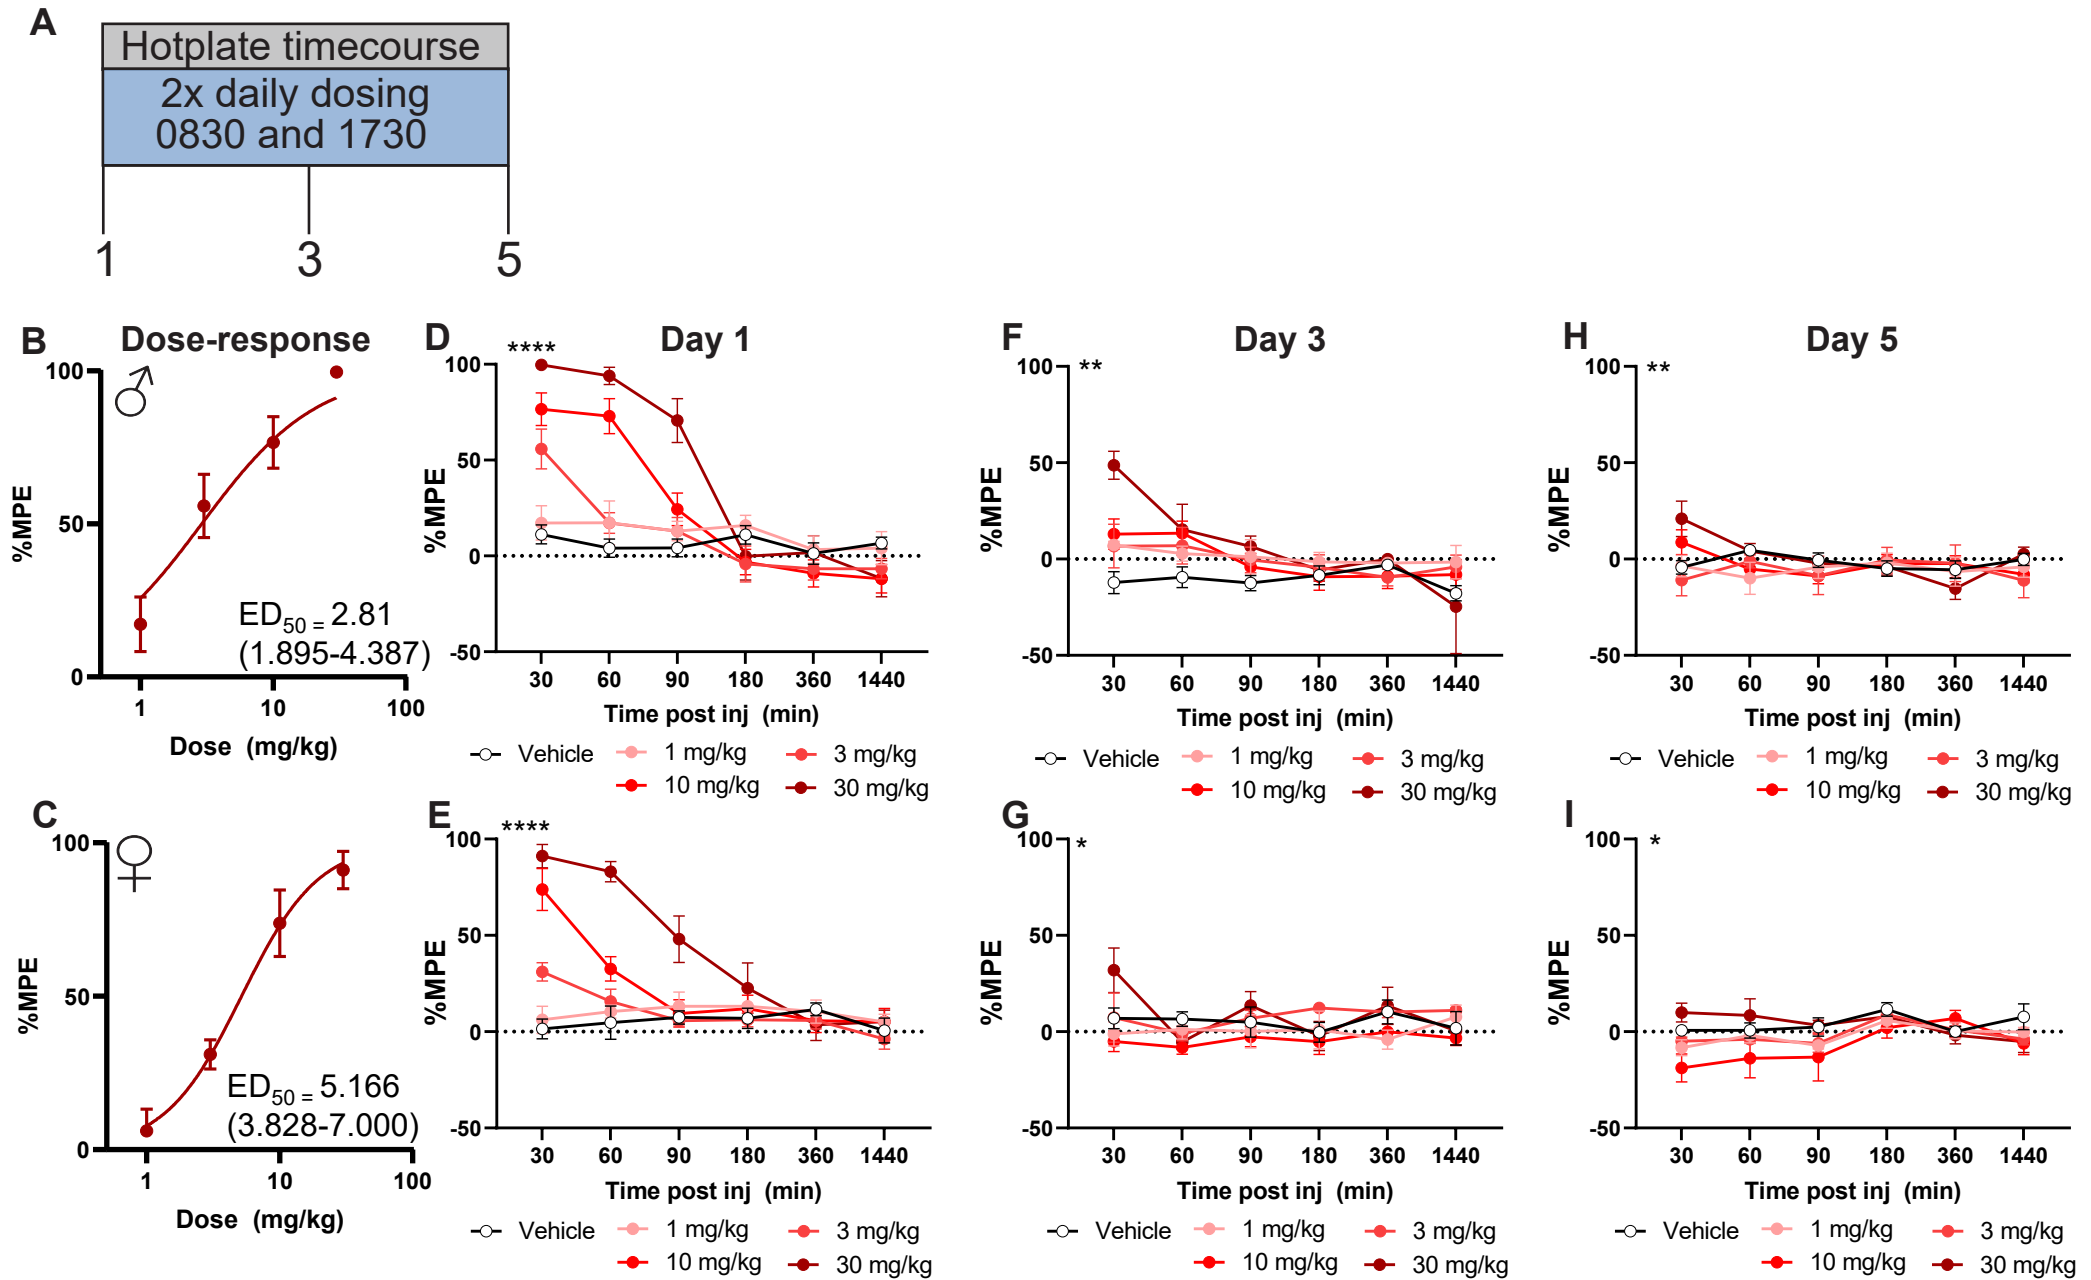 A
Hotplate timecourse
2x daily dosing
0830 and 1730
1 3 5
B Dose-response
100
50
0
%MPE
1 10 100
Dose (mg/kg)
ED50 = 2.81
(1.895-4.387)
D Day 1
****
100
50
0
-50
%MPE
30 60 90 180 360 1440
Time post inj (min)
Vehicle 1 mg/kg 3 mg/kg
10 mg/kg 30 mg/kg
F Day 3
**
100
50
0
-50
%MPE
30 60 90 180 360 1440
Time post inj (min)
Vehicle 1 mg/kg 3 mg/kg
10 mg/kg 30 mg/kg
H Day 5
**
100
50
0
-50
%MPE
30 60 90 180 360 1440
Time post inj (min)
Vehicle 1 mg/kg 3 mg/kg
10 mg/kg 30 mg/kg
C
100
50
0
%MPE
1 10 100
Dose (mg/kg)
ED50 = 5.166
(3.828-7.000)
E
****
100
50
0
-50
%MPE
30 60 90 180 360 1440
Time post inj (min)
Vehicle 1 mg/kg 3 mg/kg
10 mg/kg 30 mg/kg
G
*
100
50
0
-50
%MPE
30 60 90 180 360 1440
Time post inj (min)
Vehicle 1 mg/kg 3 mg/kg
10 mg/kg 30 mg/kg
I
*
100
50
0
-50
%MPE
30 60 90 180 360 1440
Time post inj (min)
Vehicle 1 mg/kg 3 mg/kg
10 mg/kg 30 mg/kg